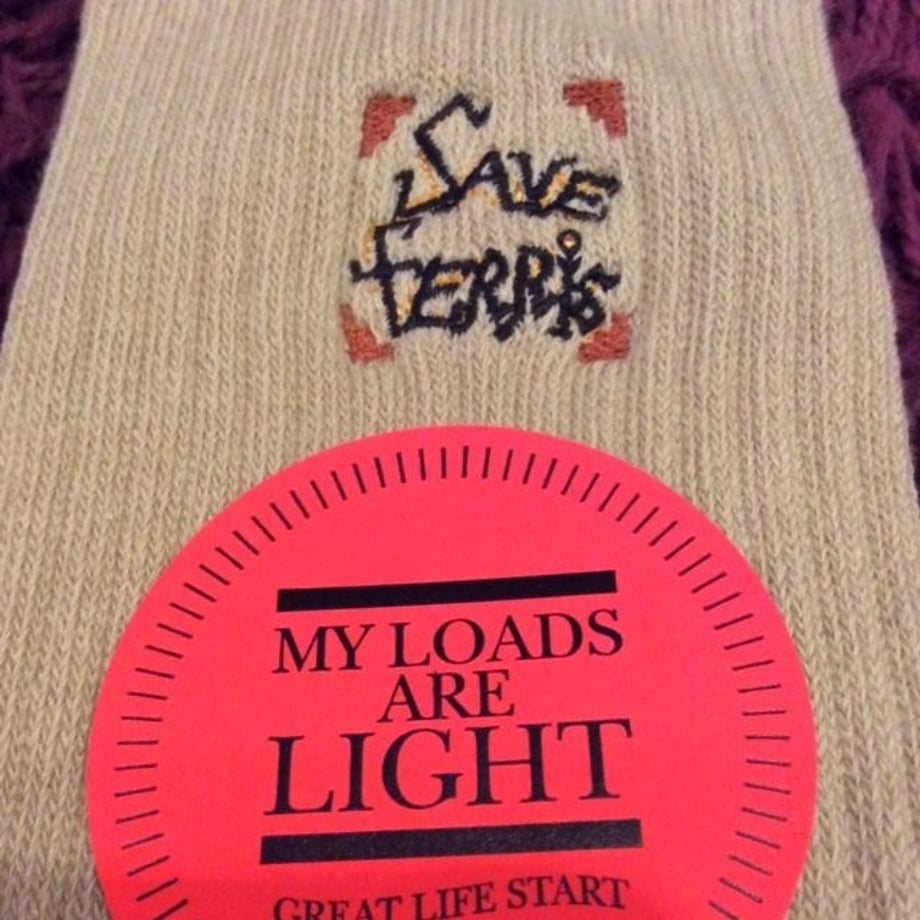 SAVE
FERRIS
MY LOADS
ARE
LIGHT
GREAT LIFE START